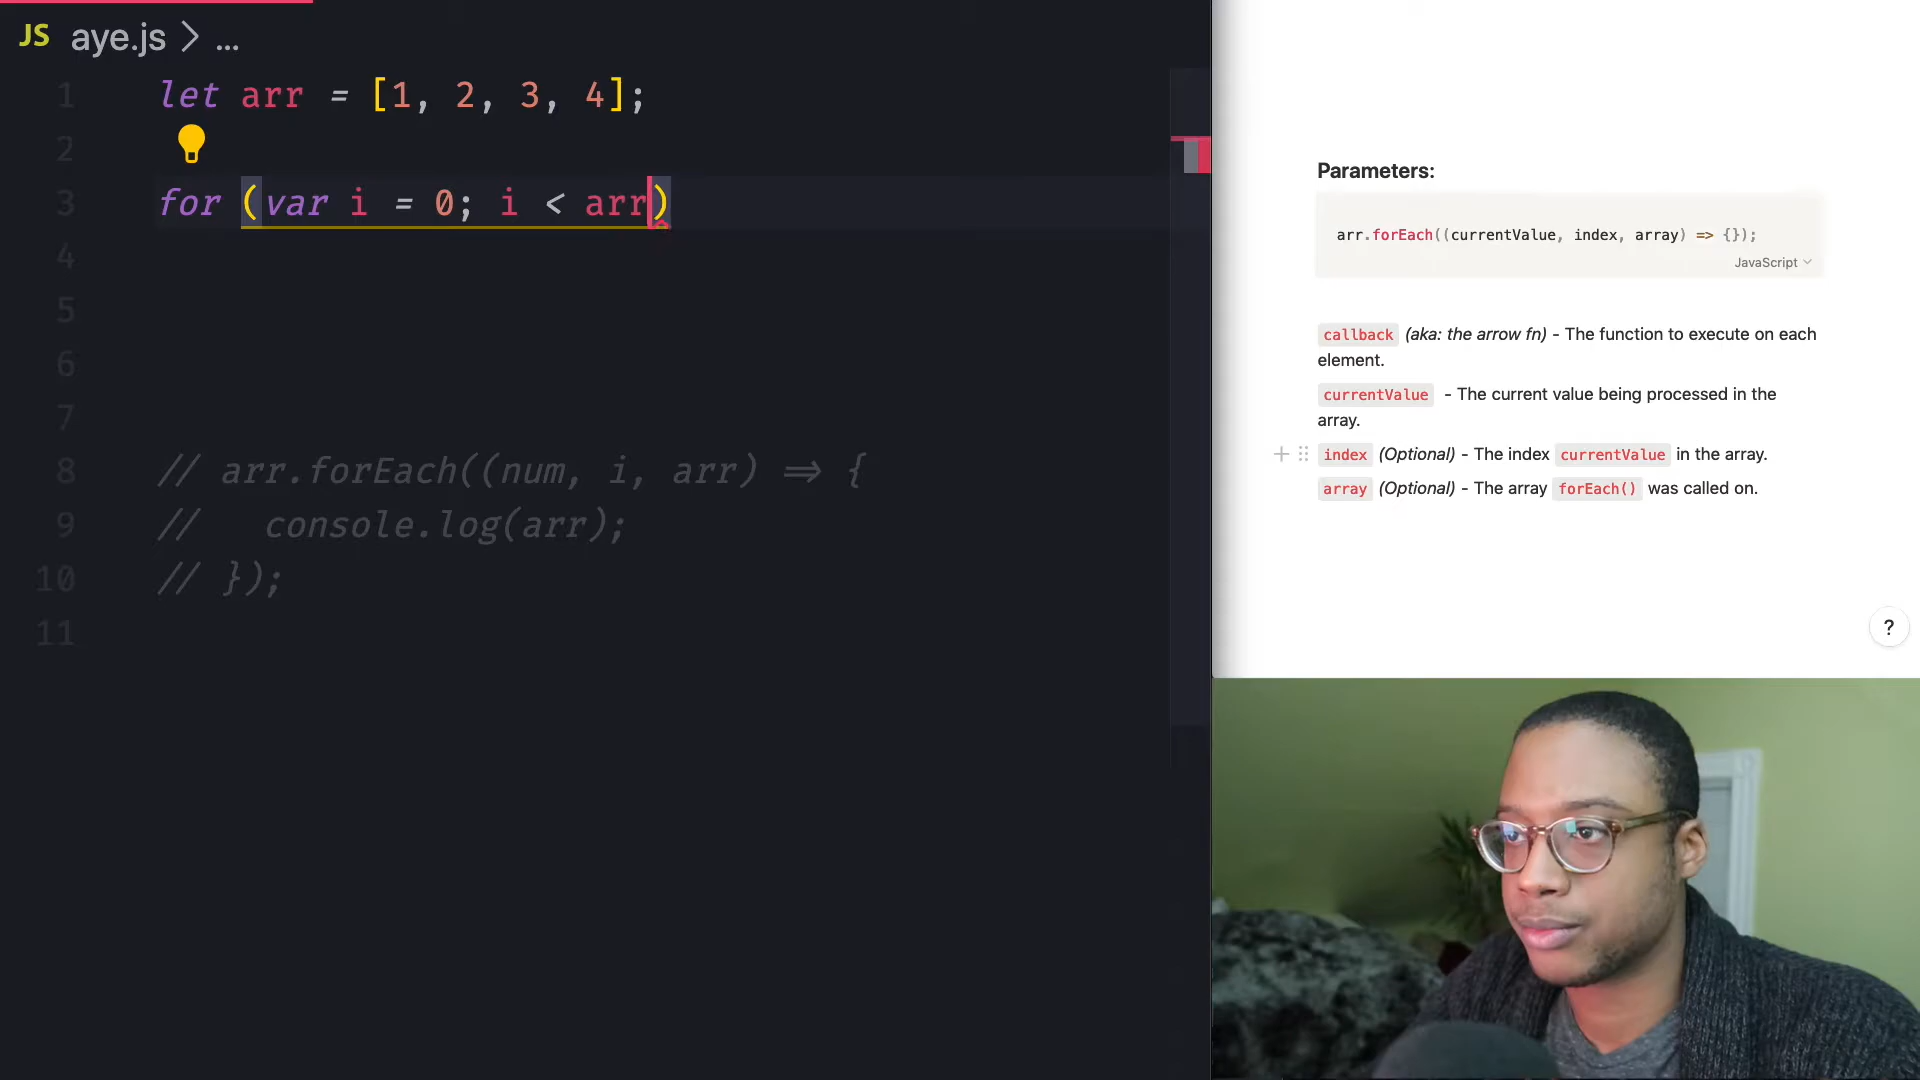 JS aye.js > ...
1 let arr = [1, 2, 3, 4];
2
3 for (var i = 0; i < arr)
4
5
6
7
8 // arr.forEach((num, i, arr) => {
9 //   console.log(arr);
10 // });
11
Parameters:
arr.forEach((currentValue, index, array) => {});
JavaScript
callback (aka: the arrow fn) - The function to execute on each
element.
currentValue - The current value being processed in the
array.
index (Optional) - The index currentValue in the array.
array (Optional) - The array forEach() was called on.
?